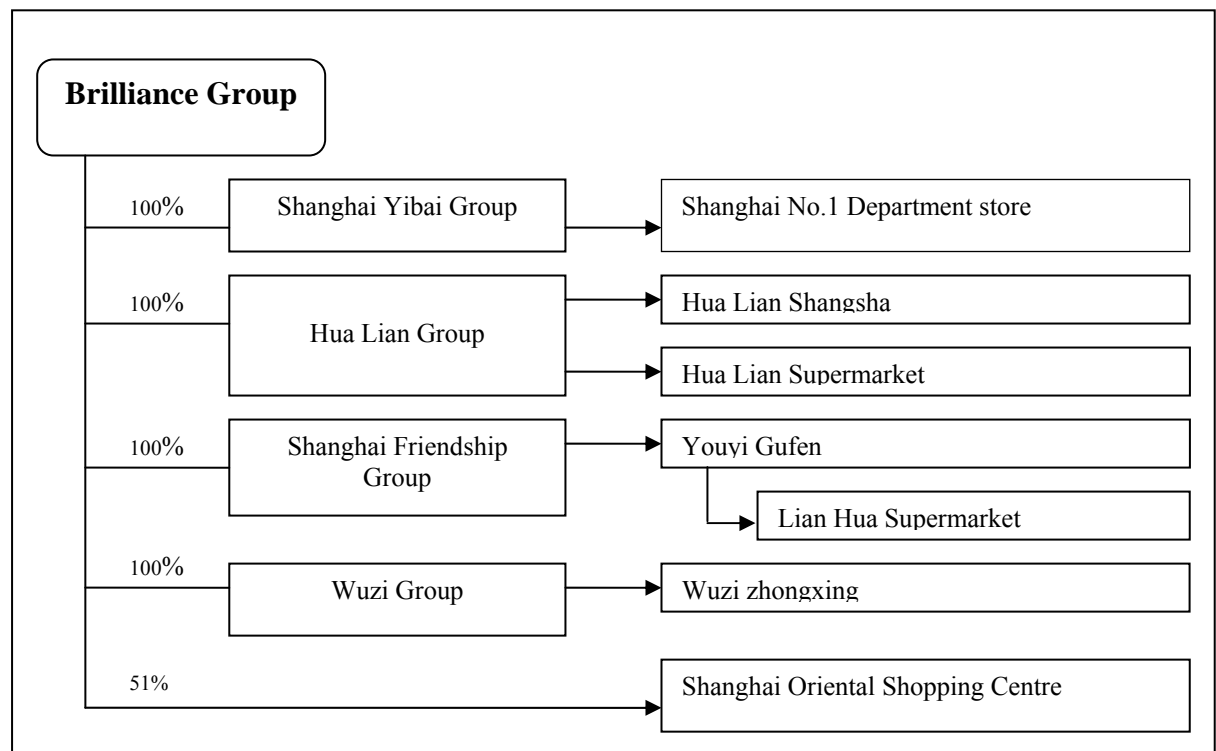 Brilliance Group
100%
Shanghai Yibai Group
Shanghai No.1 Department store
100%
Hua Lian Group
Hua Lian Shangsha
Hua Lian Supermarket
100%
Shanghai Friendship
Group
Youyi Gufen
Lian Hua Supermarket
100%
Wuzi Group
Wuzi zhongxing
51%
Shanghai Oriental Shopping Centre